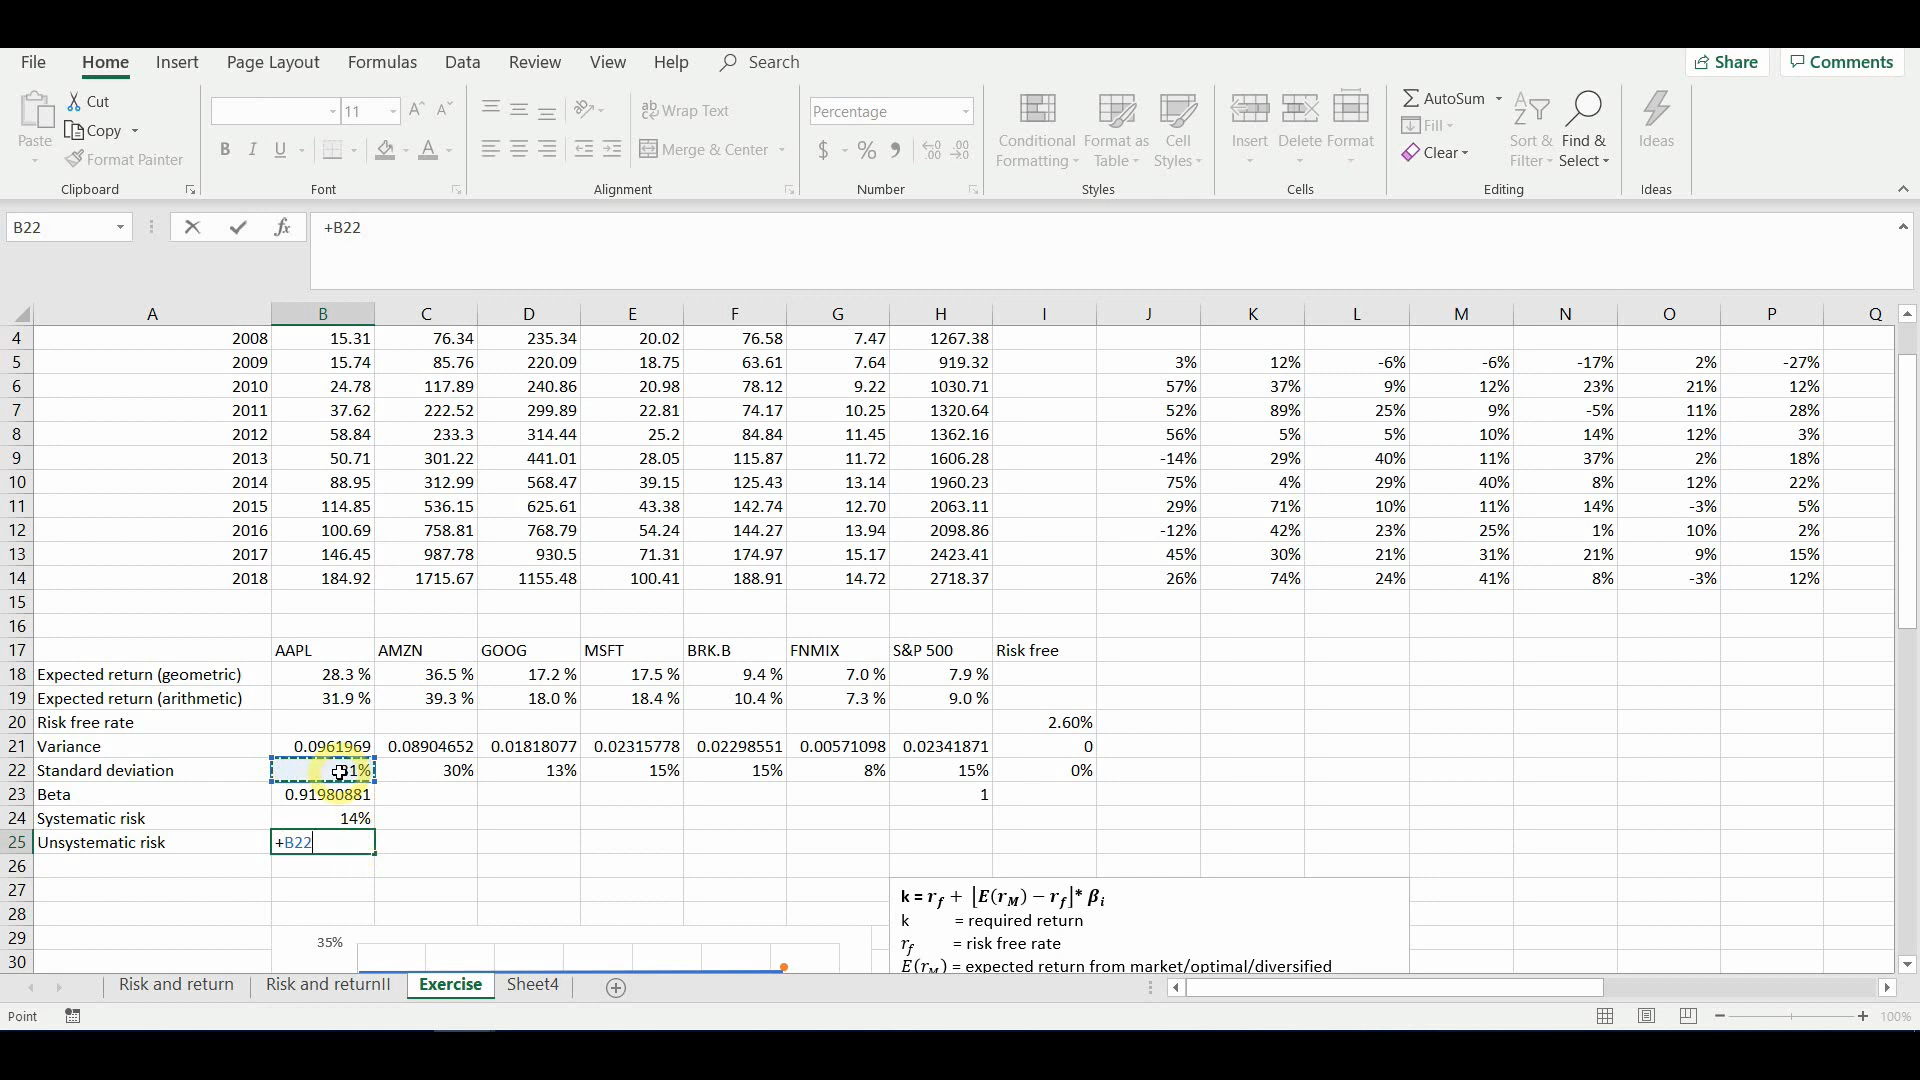 File Home Insert Page Layout Formulas Data Review View Help Search Share Comments
Cut
Copy
Paste
Format Painter
11
B I U A
ab Wrap Text
Merge & Center
Percentage
$ % 9
Conditional Formatting Format as Table Cell Styles
Insert Delete Format
AutoSum
Fill
Clear
Sort & Filter Find & Select
Ideas
Clipboard Font Alignment Number Styles Cells Editing Ideas
B22 fx +B22
A B C D E F G H I J K L M N O P Q
4 2008 15.31 76.34 235.34 20.02 76.58 7.47 1267.38
5 2009 15.74 85.76 220.09 18.75 63.61 7.64 919.32 3% 12% -6% -6% -17% 2% -27%
6 2010 24.78 117.89 240.86 20.98 78.12 9.22 1030.71 57% 37% 9% 12% 23% 21% 12%
7 2011 37.62 222.52 299.89 22.81 74.17 10.25 1320.64 52% 89% 25% 9% -5% 11% 28%
8 2012 58.84 233.3 314.44 25.2 84.84 11.45 1362.16 56% 5% 5% 10% 14% 12% 3%
9 2013 50.71 301.22 441.01 28.05 115.87 11.72 1606.28 -14% 29% 40% 11% 37% 2% 18%
10 2014 88.95 312.99 568.47 39.15 125.43 13.14 1960.23 75% 4% 29% 40% 8% 12% 22%
11 2015 114.85 536.15 625.61 43.38 142.74 12.70 2063.11 29% 71% 10% 11% 14% -3% 5%
12 2016 100.69 758.81 768.79 54.24 144.27 13.94 2098.86 -12% 42% 23% 25% 1% 10% 2%
13 2017 146.45 987.78 930.5 71.31 174.97 15.17 2423.41 45% 30% 21% 31% 21% 9% 15%
14 2018 184.92 1715.67 1155.48 100.41 188.91 14.72 2718.37 26% 74% 24% 41% 8% -3% 12%
15
16
17 AAPL AMZN GOOG MSFT BRK.B FNMIX S&P 500 Risk free
18 Expected return (geometric) 28.3 % 36.5 % 17.2 % 17.5 % 9.4 % 7.0 % 7.9 %
19 Expected return (arithmetic) 31.9 % 39.3 % 18.0 % 18.4 % 10.4 % 7.3 % 9.0 %
20 Risk free rate 2.60%
21 Variance 0.0961969 0.08904652 0.01818077 0.02315778 0.02298551 0.00571098 0.02341871 0
22 Standard deviation 31% 30% 13% 15% 15% 8% 15% 0%
23 Beta 0.91980881 1
24 Systematic risk 14%
25 Unsystematic risk +B22
26
27 k = r_f + [E(r_M) − r_f]* β_i
28 k = required return
29 35% r_f = risk free rate
30 E(r_M) = expected return from market/optimal/diversified
Risk and return Risk and returnII Exercise Sheet4
Point 100%